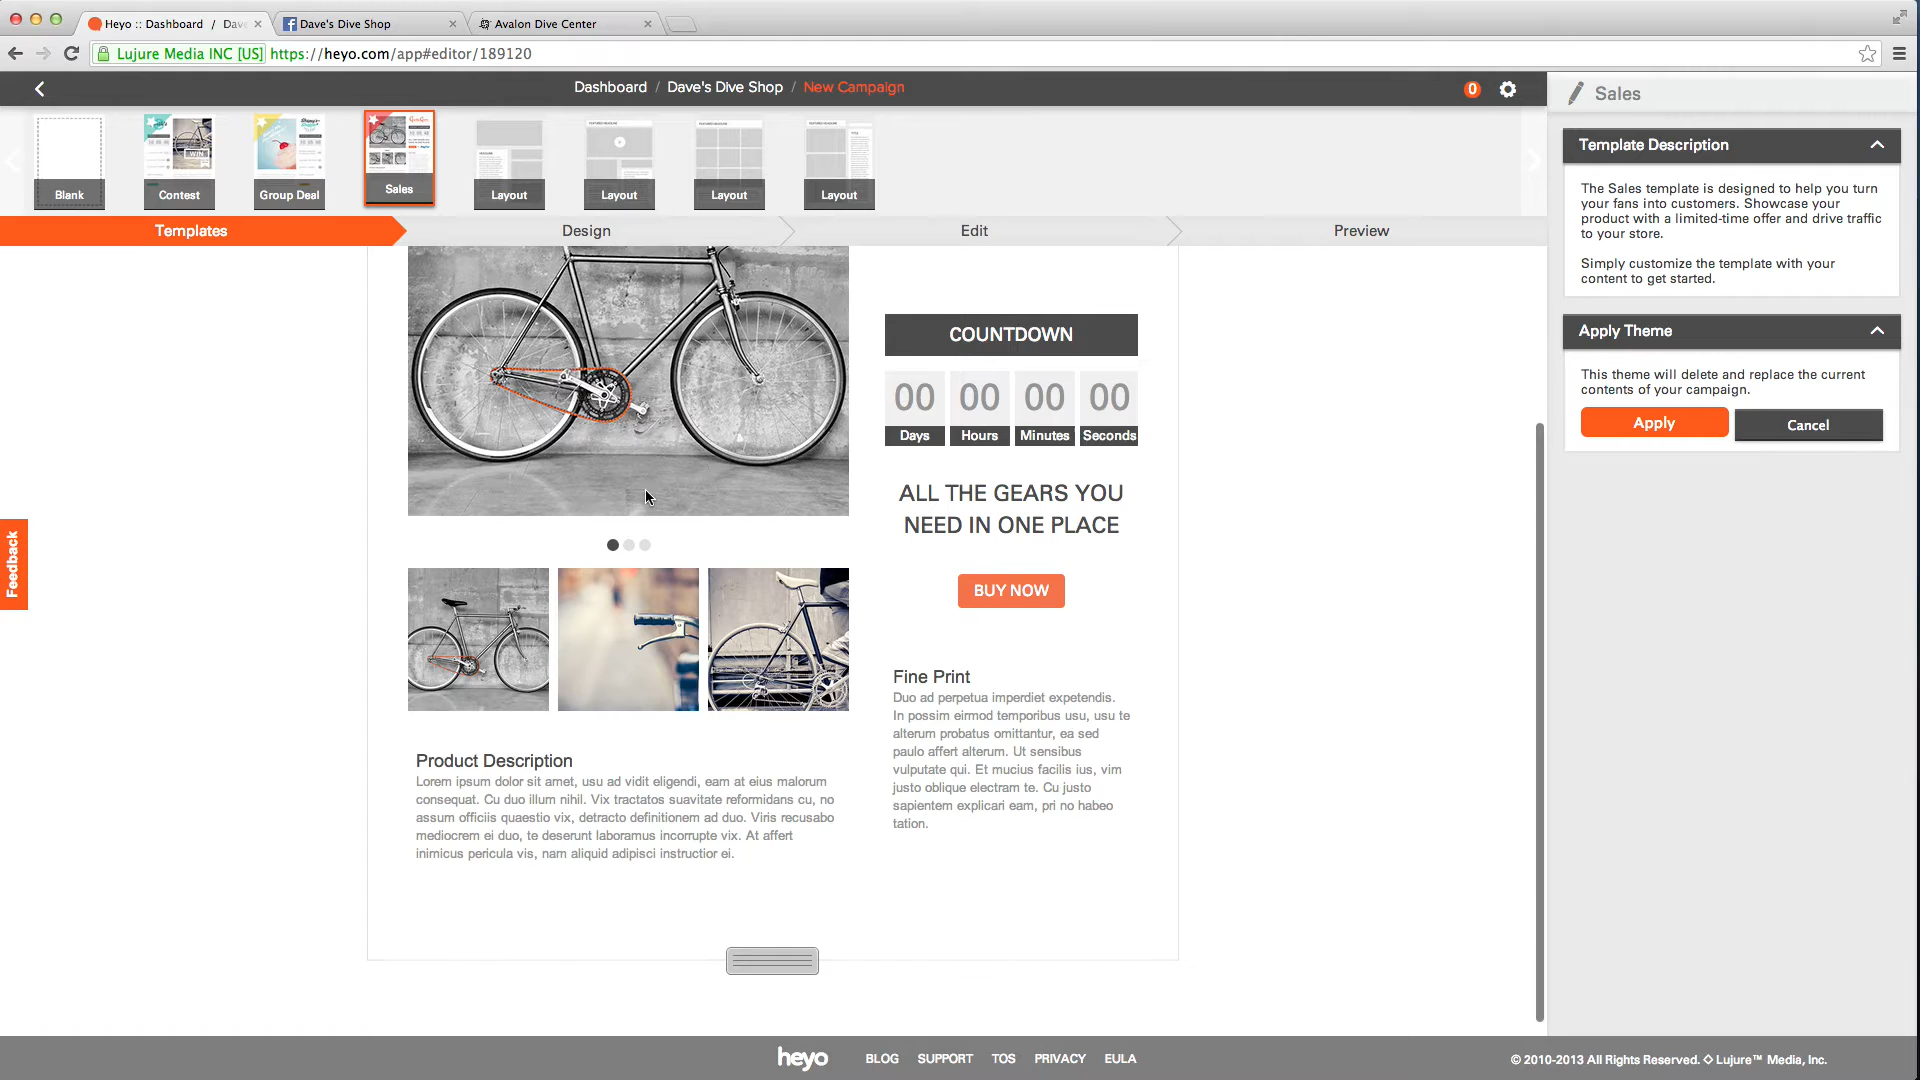 Heyo :: Dashboard / Dave
Dave's Dive Shop
Avalon Dive Center
Lujure Media INC [US] https://heyo.com/app#editor/189120
Dashboard / Dave's Dive Shop / New Campaign
0
Blank
Contest
Group Deal
Sales
Layout
Layout
Layout
Layout
Templates
Design
Edit
Preview
Feedback
COUNTDOWN
00 00 00 00
Days Hours Minutes Seconds
ALL THE GEARS YOU
NEED IN ONE PLACE
BUY NOW
Fine Print
Duo ad perpetua imperdiet expetendis.
In possim eirmod temporibus usu, usu te
alterum probatus omittantur, ea sed
paulo affert alterum. Ut sensibus
vulputate qui. Et mucius facilis ius, vim
justo oblique electram te. Cu justo
sapientem explicari eam, pri no habeo
tation.
Product Description
Lorem ipsum dolor sit amet, usu ad vidit eligendi, eam at eius malorum
consequat. Cu duo illum nihil. Vix tractatos suavitate reformidans cu, no
assum officiis quaestio vix, detracto definitionem ad duo. Viris recusabo
mediocrem ei duo, te deserunt laboramus incorrupte vix. At affert
inimicus pericula vis, nam aliquid adipisci instructior ei.
Sales
Template Description
The Sales template is designed to help you turn
your fans into customers. Showcase your
product with a limited-time offer and drive traffic
to your store.
Simply customize the template with your
content to get started.
Apply Theme
This theme will delete and replace the current
contents of your campaign.
Apply
Cancel
heyo
BLOG SUPPORT TOS PRIVACY EULA
© 2010-2013 All Rights Reserved. ◇ Lujure™ Media, Inc.